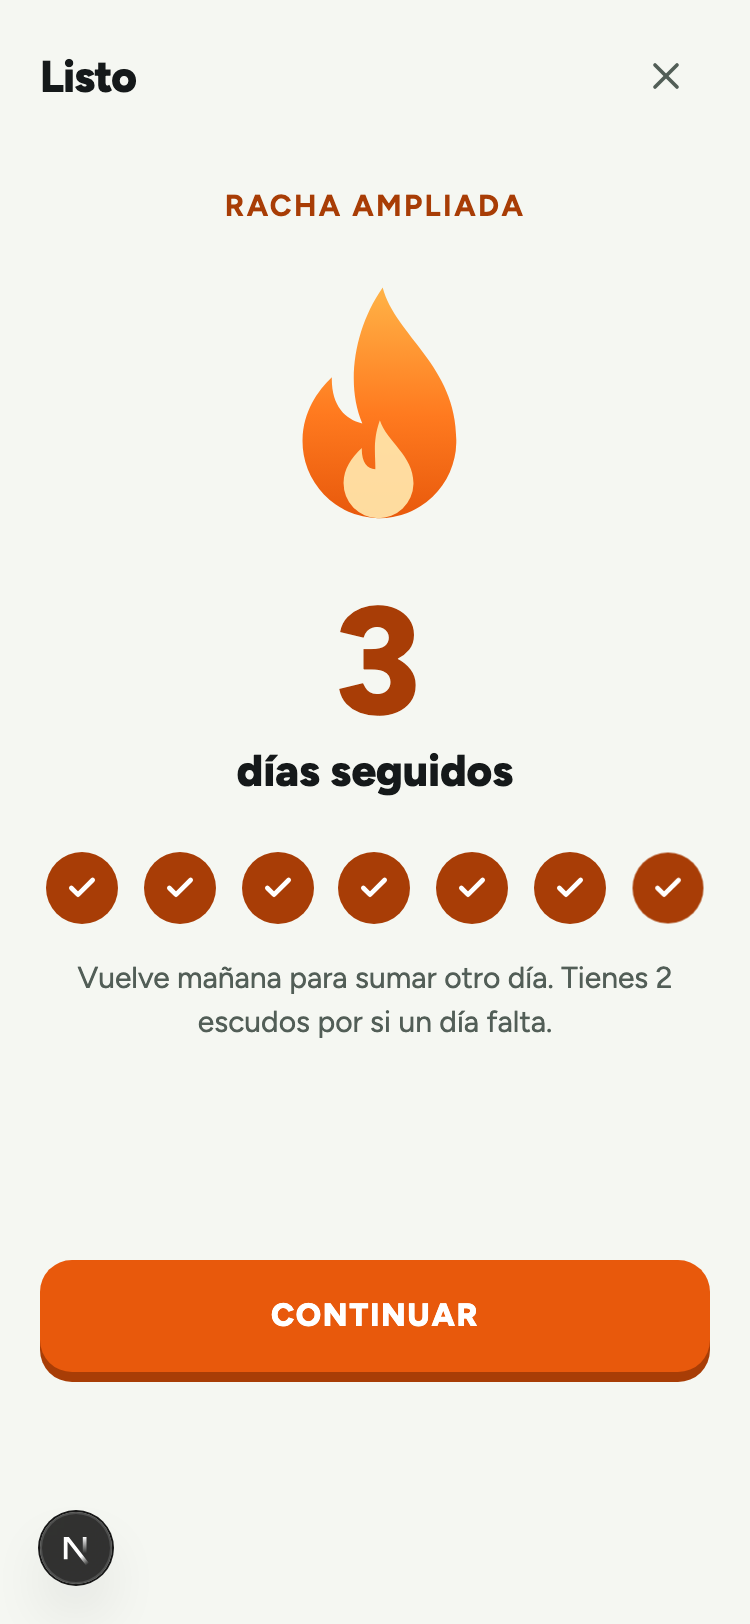 Listo
RACHA AMPLIADA
3
días seguidos
Vuelve mañana para sumar otro día. Tienes 2
escudos por si un día falta.
CONTINUAR
N